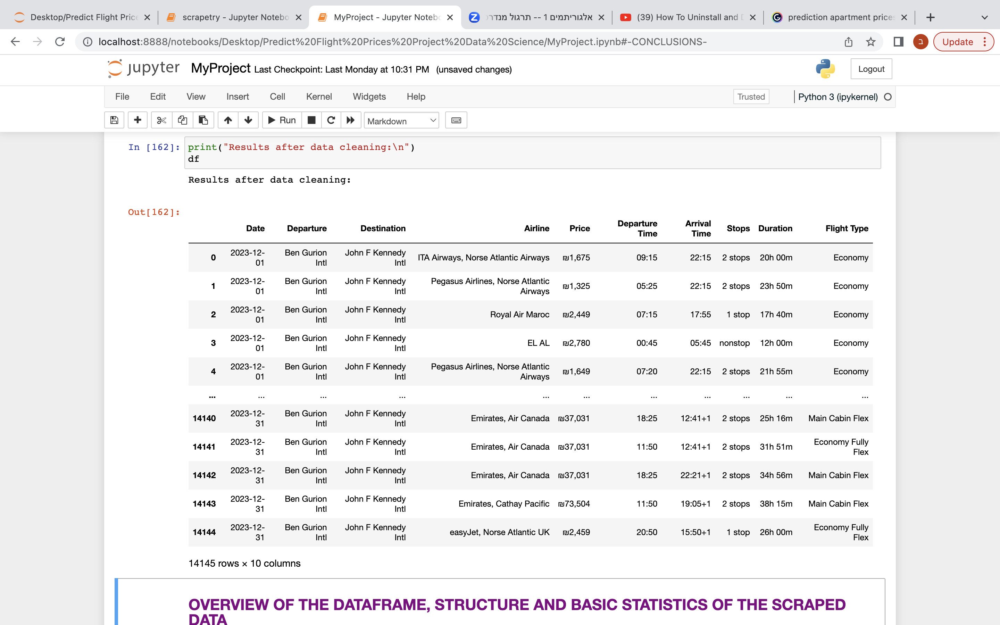 Desktop/Predict Flight Price
scrapetry - Jupyter Notebo
MyProject - Jupyter Notebo
אלגוריתמים 1 -- תרגול מנדרכ
(39) How To Uninstall and D
prediction apartment prices
localhost:8888/notebooks/Desktop/Predict%20Flight%20Prices%20Project%20Data%20Science/MyProject.ipynb#-CONCLUSIONS-
ב
Update
jupyter MyProject Last Checkpoint: Last Monday at 10:31 PM (unsaved changes)
Logout
File Edit View Insert Cell Kernel Widgets Help
Trusted
Python 3 (ipykernel)
Run
Markdown
In [162]: print("Results after data cleaning:\n")
df
Results after data cleaning:
Out[162]:
Date Departure Destination Airline Price Departure Time Arrival Time Stops Duration Flight Type
0 2023-12-01 Ben Gurion Intl John F Kennedy Intl ITA Airways, Norse Atlantic Airways ₪1,675 09:15 22:15 2 stops 20h 00m Economy
1 2023-12-01 Ben Gurion Intl John F Kennedy Intl Pegasus Airlines, Norse Atlantic Airways ₪1,325 05:25 22:15 2 stops 23h 50m Economy
2 2023-12-01 Ben Gurion Intl John F Kennedy Intl Royal Air Maroc ₪2,449 07:15 17:55 1 stop 17h 40m Economy
3 2023-12-01 Ben Gurion Intl John F Kennedy Intl EL AL ₪2,780 00:45 05:45 nonstop 12h 00m Economy
4 2023-12-01 Ben Gurion Intl John F Kennedy Intl Pegasus Airlines, Norse Atlantic Airways ₪1,649 07:20 22:15 2 stops 21h 55m Economy
... ... ... ... ... ... ... ... ... ... ...
14140 2023-12-31 Ben Gurion Intl John F Kennedy Intl Emirates, Air Canada ₪37,031 18:25 12:41+1 2 stops 25h 16m Main Cabin Flex
14141 2023-12-31 Ben Gurion Intl John F Kennedy Intl Emirates, Air Canada ₪37,031 11:50 12:41+1 2 stops 31h 51m Economy Fully Flex
14142 2023-12-31 Ben Gurion Intl John F Kennedy Intl Emirates, Air Canada ₪37,031 18:25 22:21+1 2 stops 34h 56m Main Cabin Flex
14143 2023-12-31 Ben Gurion Intl John F Kennedy Intl Emirates, Cathay Pacific ₪73,504 11:50 19:05+1 2 stops 38h 15m Main Cabin Flex
14144 2023-12-31 Ben Gurion Intl John F Kennedy Intl easyJet, Norse Atlantic UK ₪2,459 20:50 15:50+1 1 stop 26h 00m Economy Fully Flex
14145 rows × 10 columns
OVERVIEW OF THE DATAFRAME, STRUCTURE AND BASIC STATISTICS OF THE SCRAPED
DATA